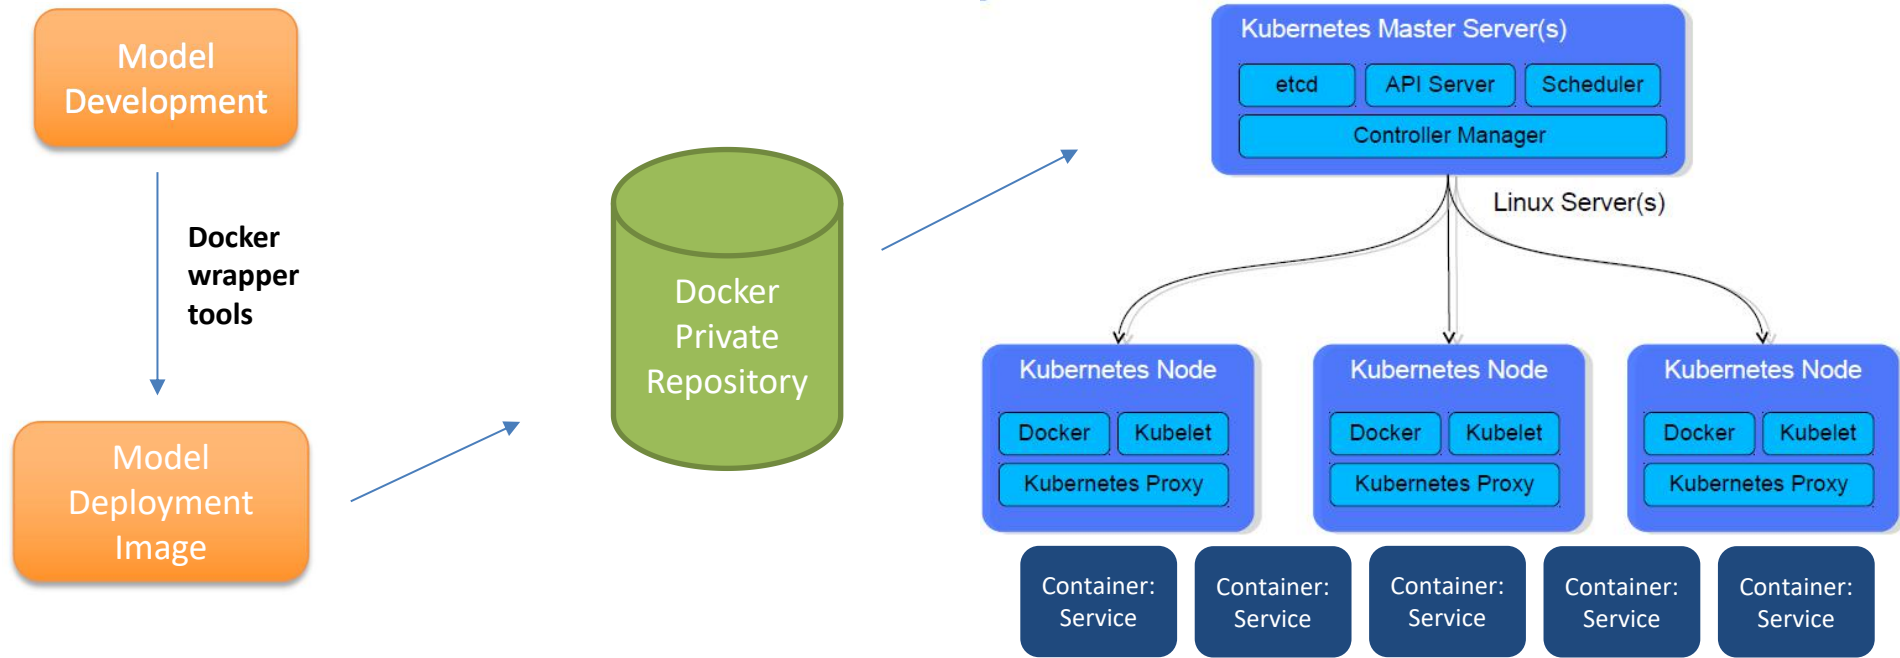 Model
Development
Docker
wrapper
tools
Model
Deployment
Image
Docker
Private
Repository
Kubernetes Master Server(s)
etcd
API Server
Scheduler
Controller Manager
Linux Server(s)
Kubernetes Node
Docker
Kubelet
Kubernetes Proxy
Kubernetes Node
Docker
Kubelet
Kubernetes Proxy
Kubernetes Node
Docker
Kubelet
Kubernetes Proxy
Container:
Service
Container:
Service
Container:
Service
Container:
Service
Container:
Service